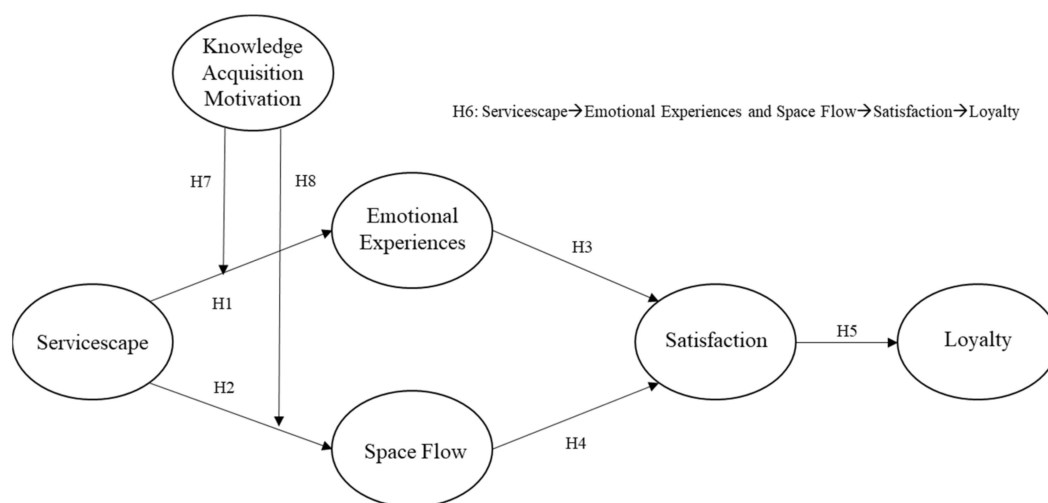 Knowledge
Acquisition
Motivation
H6: Servicescape→Emotional Experiences and Space Flow→Satisfaction→Loyalty
H7
H8
Emotional
Experiences
H3
H1
Servicescape
Satisfaction
H5
Loyalty
H2
Space Flow
H4